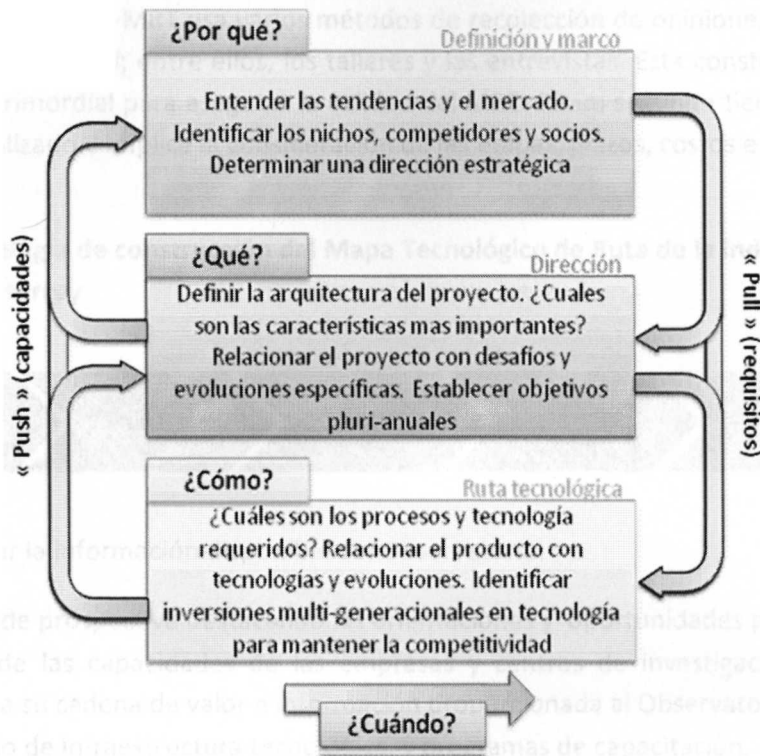 ¿Por qué?
Definición y marco
Entender las tendencias y el mercado.
Identificar los nichos, competidores y socios.
Determinar una dirección estratégica
¿Qué?
Dirección
Definir la arquitectura del proyecto. ¿Cuales
son las características mas importantes?
Relacionar el proyecto con desafíos y
evoluciones específicas. Establecer objetivos
pluri-anuales
¿Cómo?
Ruta tecnológica
¿Cuáles son los procesos y tecnología
requeridos? Relacionar el producto con
tecnologías y evoluciones. Identificar
inversiones multi-generacionales en tecnología
para mantener la competitividad
¿Cuándo?
« Push » (capacidades)
« Pull » (requisitos)